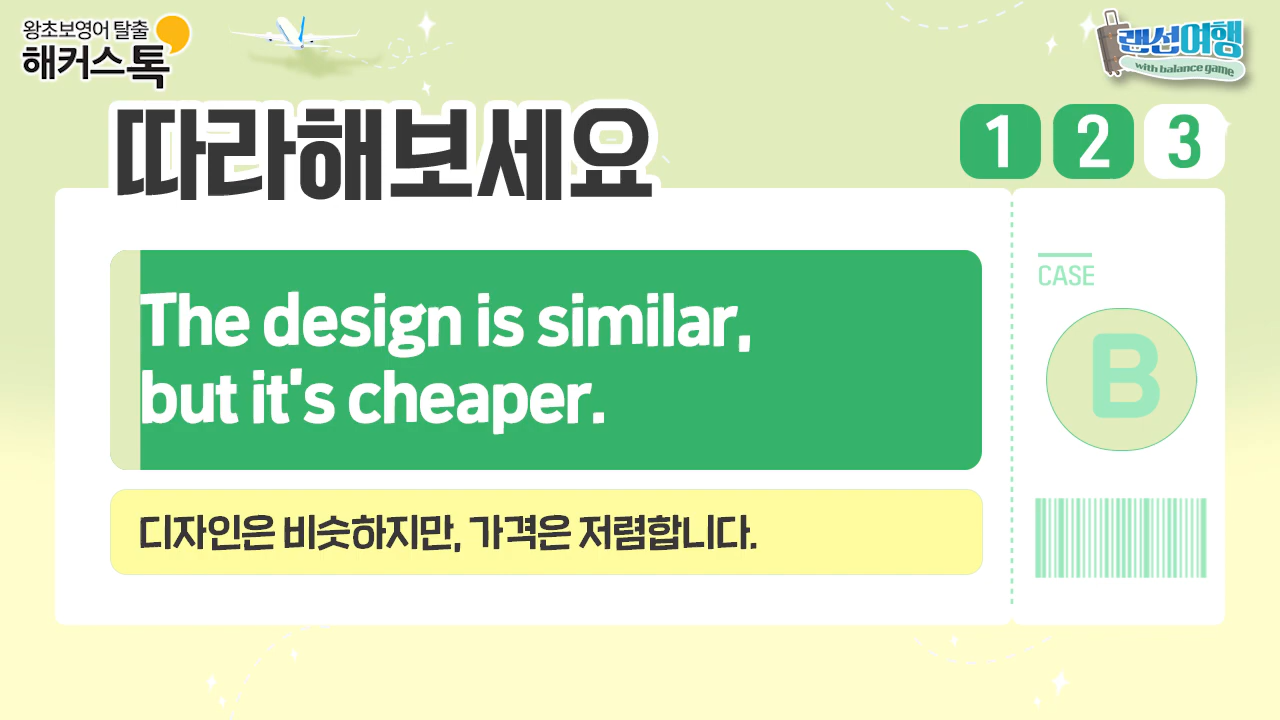 왕초보영어 탈출
해커스톡
랜선여행
with balance game
따라해보세요
1 2 3
The design is similar,
but it's cheaper.
디자인은 비슷하지만, 가격은 저렴합니다.
CASE
B